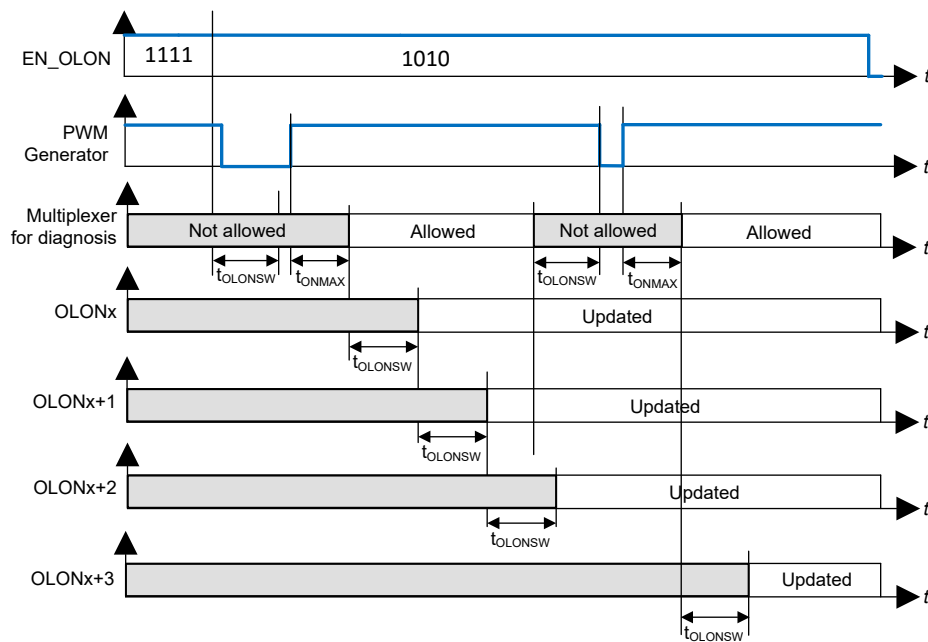 EN_OLON
1111
1010
t
PWM
Generator
t
Multiplexer
for diagnosis
Not allowed
Allowed
Not allowed
Allowed
t
tOLONSW
tONMAX
tOLONSW
tONMAX
OLONx
Updated
t
tOLONSW
OLONx+1
Updated
t
tOLONSW
OLONx+2
Updated
t
tOLONSW
OLONx+3
Updated
t
tOLONSW